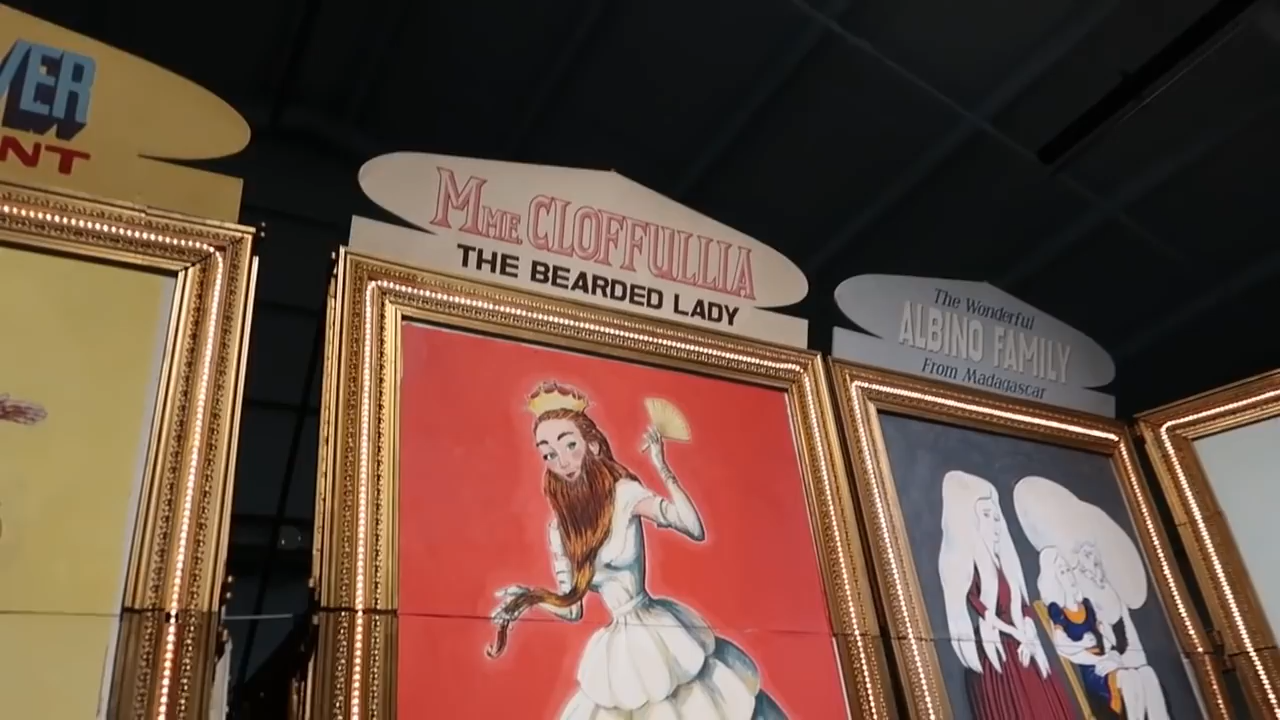 MME. CLOFFULLIA
THE BEARDED LADY
The Wonderful
ALBINO FAMILY
From Madagascar